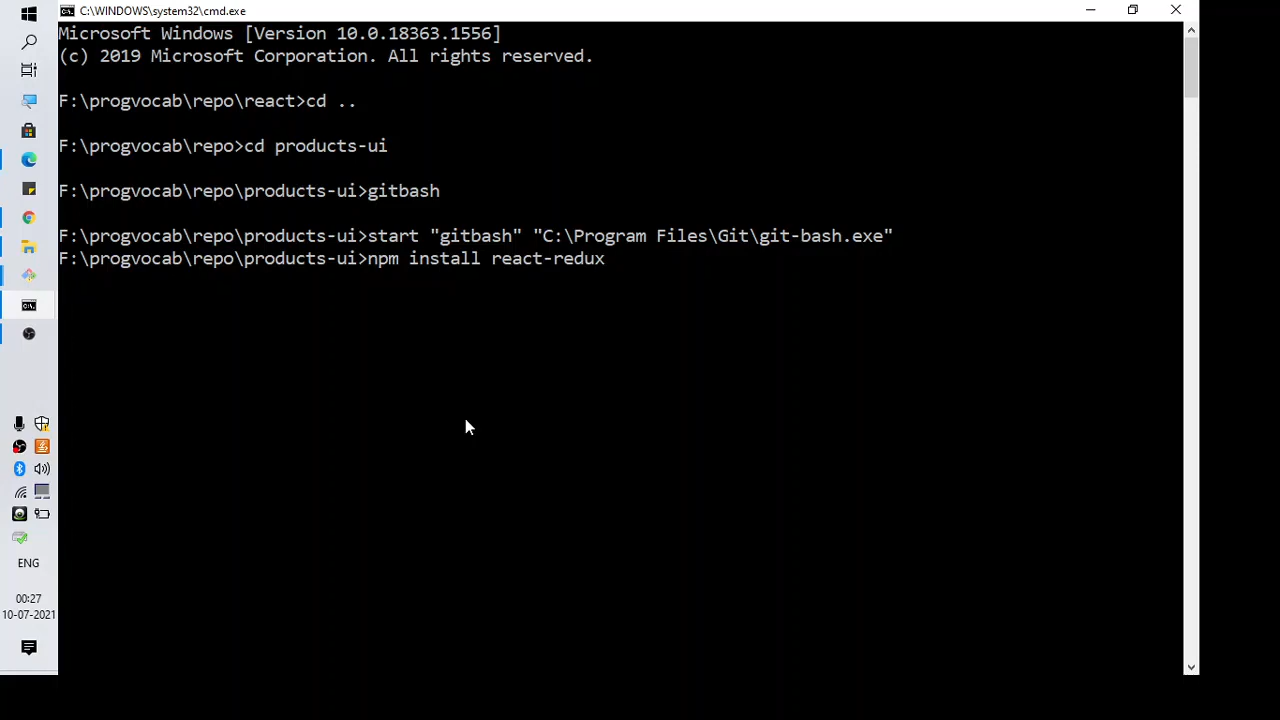 C:\WINDOWS\system32\cmd.exe
Microsoft Windows [Version 10.0.18363.1556]
(c) 2019 Microsoft Corporation. All rights reserved.
F:\progvocab\repo\react>cd ..
F:\progvocab\repo>cd products-ui
F:\progvocab\repo\products-ui>gitbash
F:\progvocab\repo\products-ui>start "gitbash" "C:\Program Files\Git\git-bash.exe"
F:\progvocab\repo\products-ui>npm install react-redux
ENG
00:27
10-07-2021